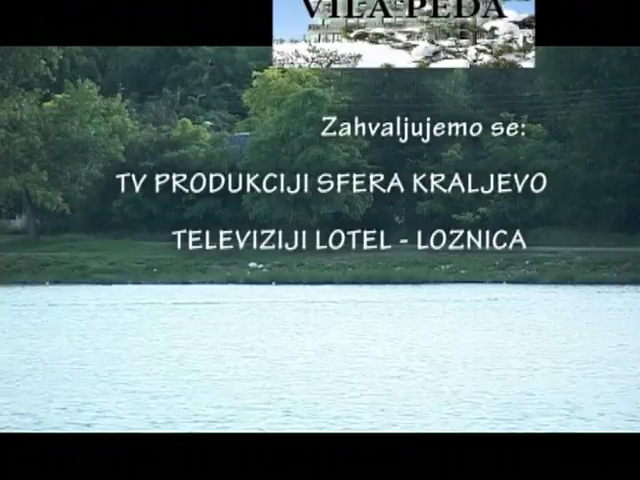 VILA PEĐA
Zahvaljujemo se:
TV PRODUKCIJI SFERA KRALJEVO
TELEVIZIJI LOTEL - LOZNICA